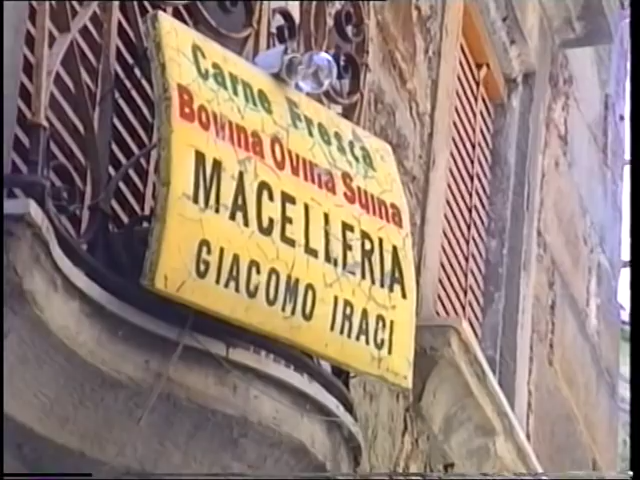 Carne Fresca
Bovina Ovina Suina
MACELLERIA
GIACOMO IRACI